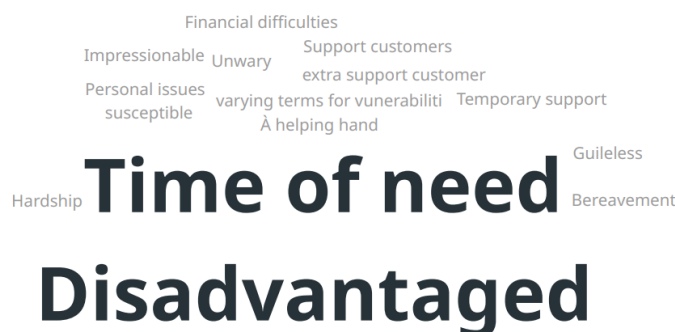 Financial difficulties
Support customers
Impressionable
Unwary
extra support customer
Personal issues
varying terms for vunerabiliti
Temporary support
susceptible
À helping hand
Guileless
Time of need
Hardship
Bereavement
Disadvantaged